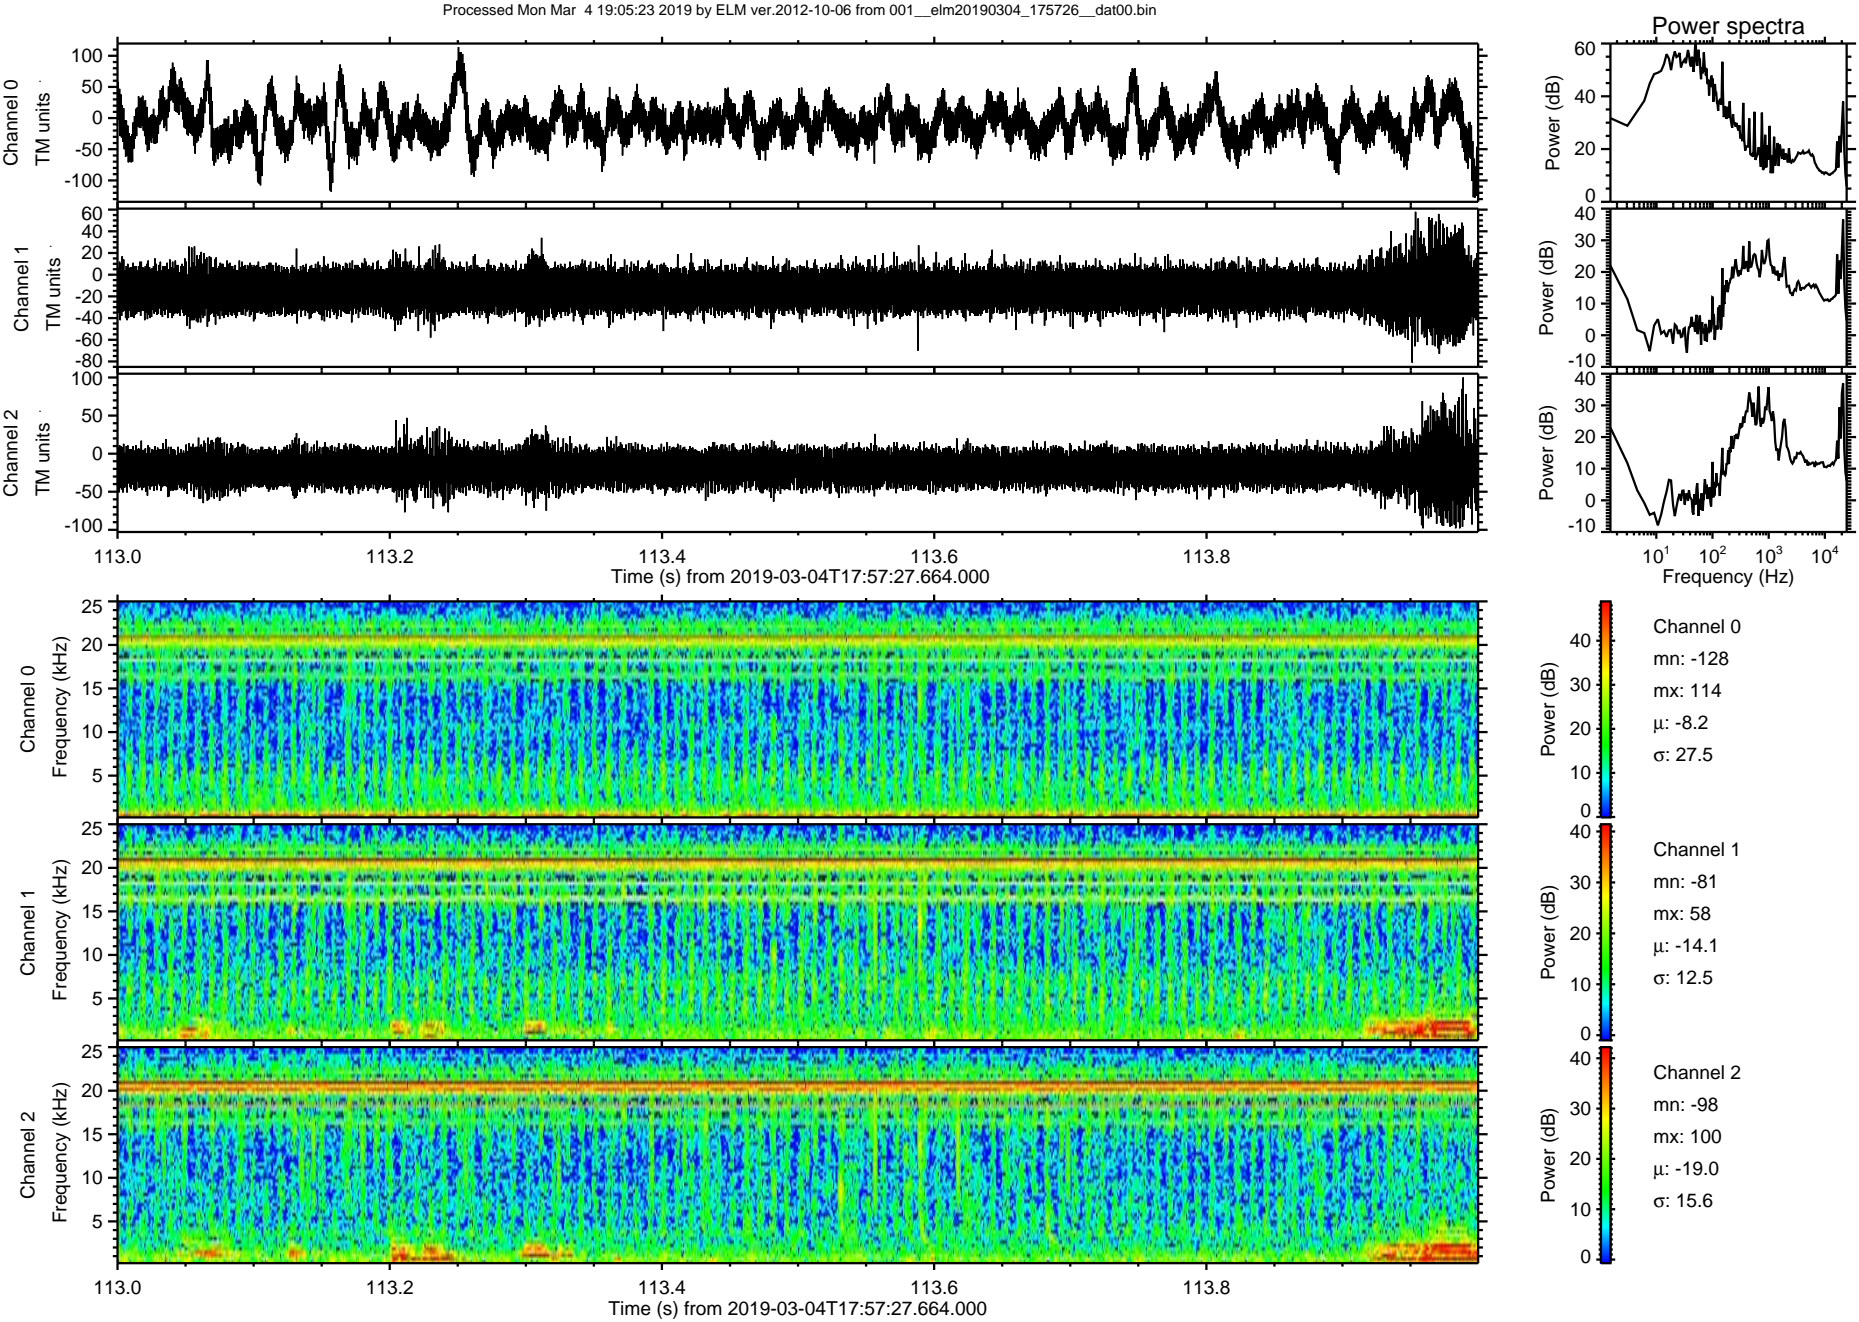 Processed Mon Mar  4 19:05:23 2019 by ELM ver.2012-10-06 from 001__elm20190304_175726__dat00.bin
Power spectra
Channel 0
TM units
100
50
0
-50
-100
Power (dB)
60
40
20
0
Channel 1
TM units
60
40
20
0
-20
-40
-60
-80
Power (dB)
40
30
20
10
0
-10
Channel 2
TM units
100
50
0
-50
-100
Power (dB)
40
30
20
10
0
-10
113.0 113.2 113.4 113.6 113.8
Time (s) from 2019-03-04T17:57:27.664.000
10¹ 10² 10³ 10⁴
Frequency (Hz)
Channel 0
Frequency (kHz)
25
20
15
10
5
Power (dB)
40
30
20
10
0
Channel 0
mn: -128
mx: 114
μ: -8.2
σ: 27.5
Channel 1
Frequency (kHz)
25
20
15
10
5
Power (dB)
40
30
20
10
0
Channel 1
mn: -81
mx: 58
μ: -14.1
σ: 12.5
Channel 2
Frequency (kHz)
25
20
15
10
5
Power (dB)
40
30
20
10
0
Channel 2
mn: -98
mx: 100
μ: -19.0
σ: 15.6
113.0 113.2 113.4 113.6 113.8
Time (s) from 2019-03-04T17:57:27.664.000